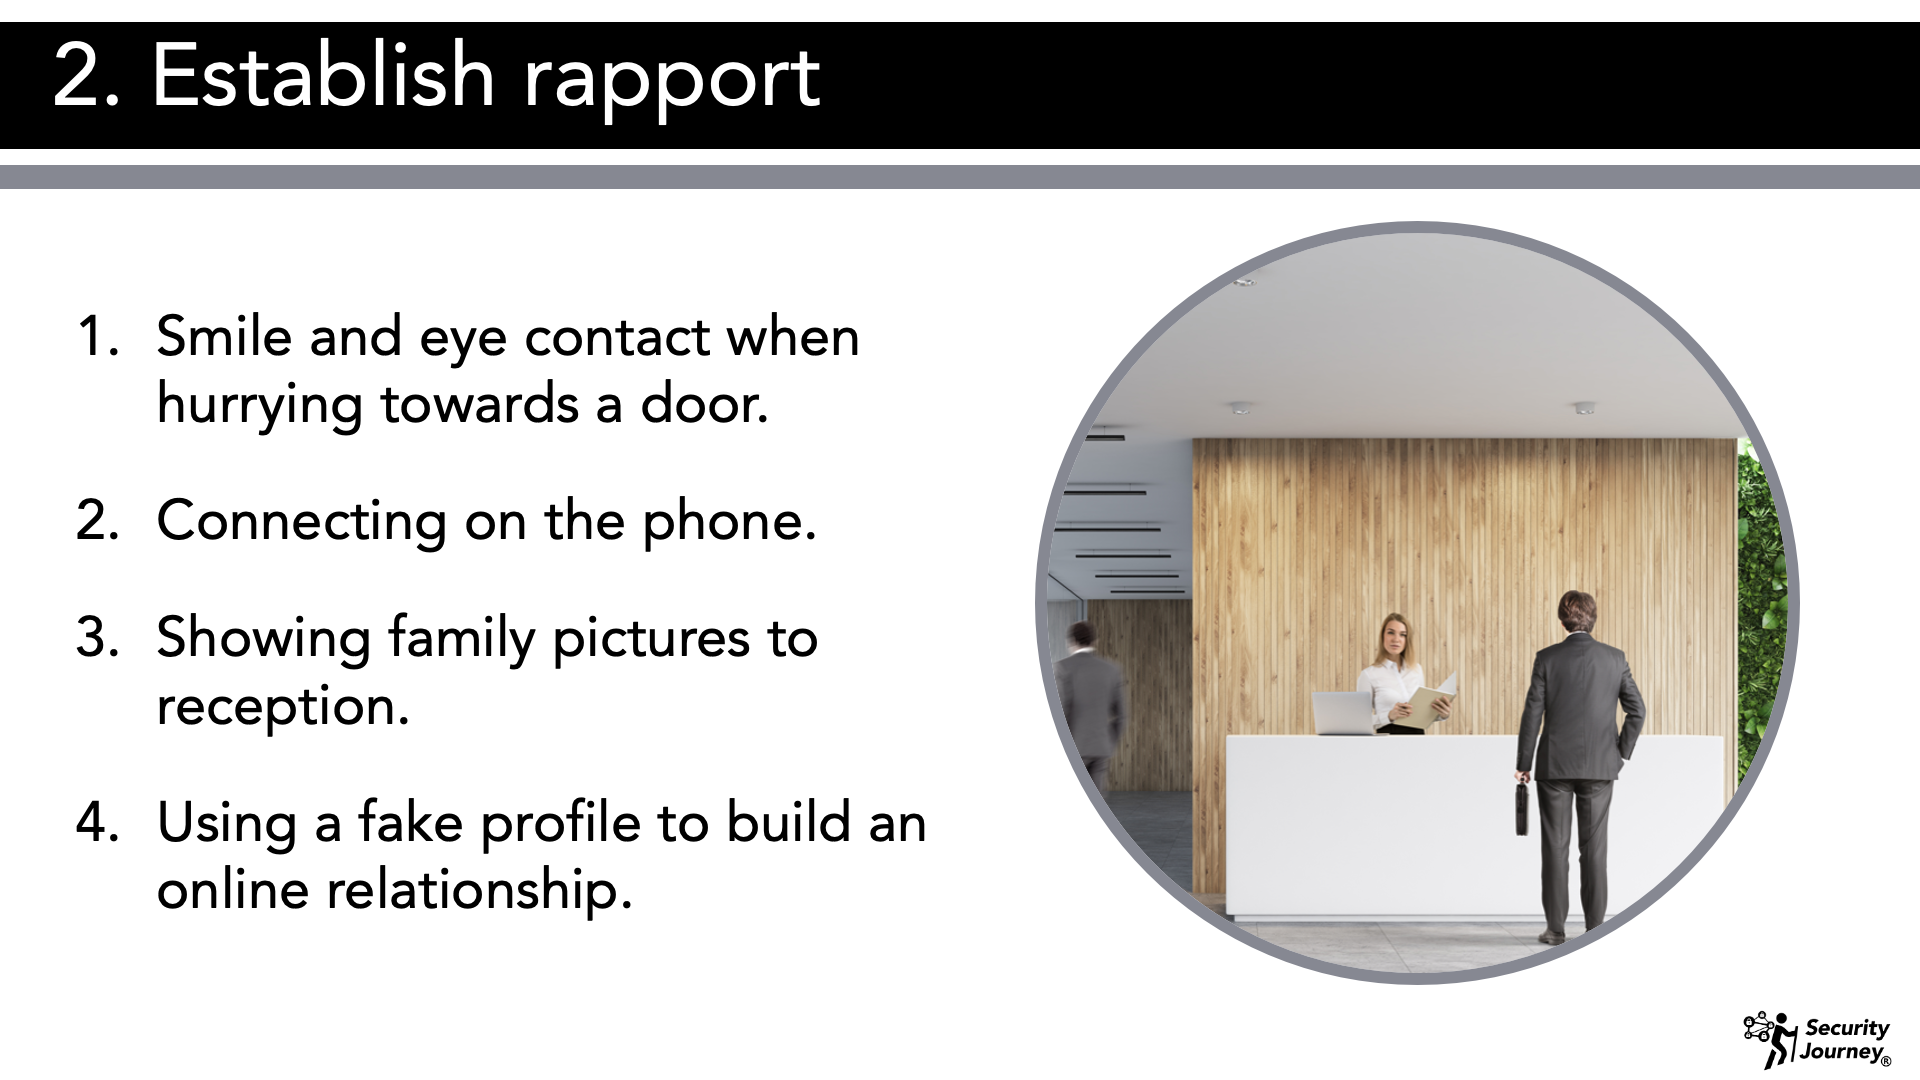 2. Establish rapport
1. Smile and eye contact when
hurrying towards a door.
2. Connecting on the phone.
3. Showing family pictures to
reception.
4. Using a fake profile to build an
online relationship.
Security
Journey®